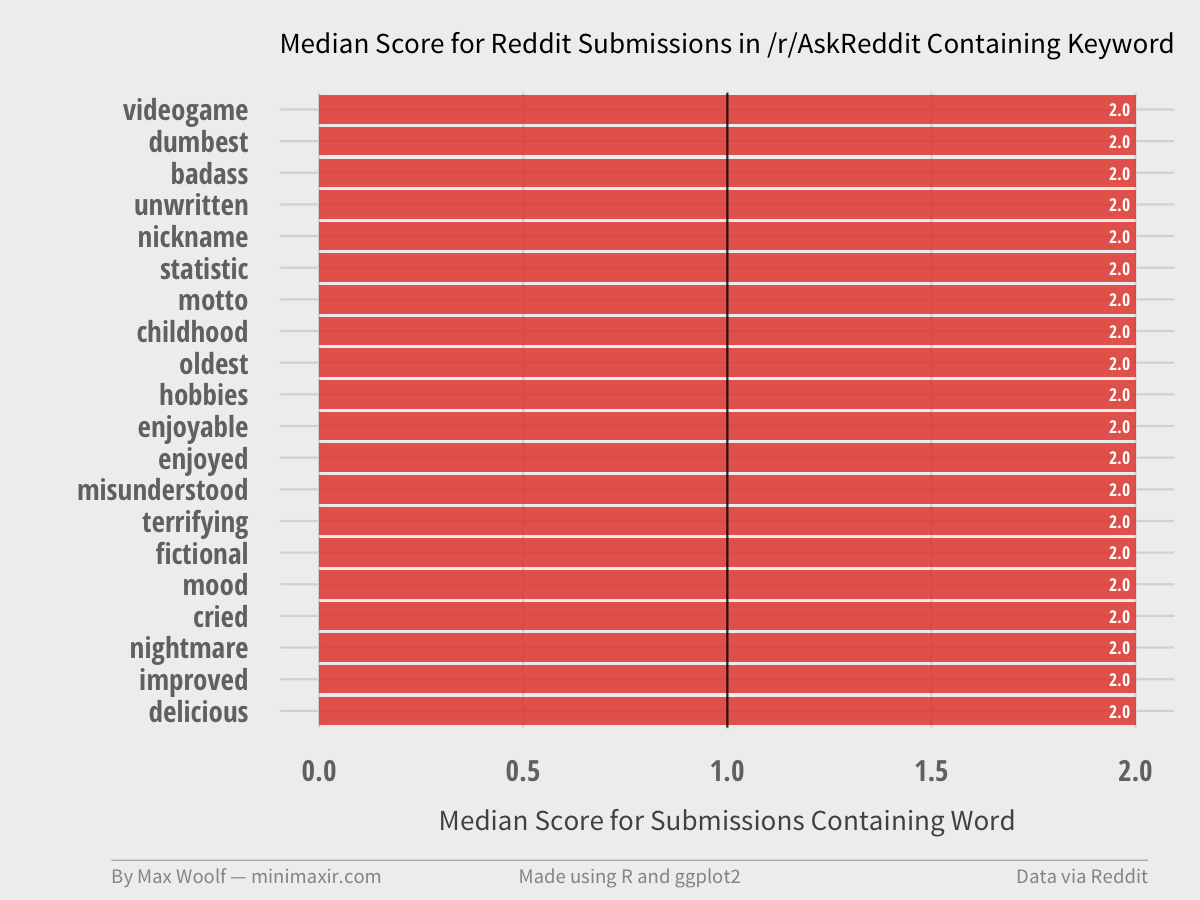 Median Score for Reddit Submissions in /r/AskReddit Containing Keyword
videogame 2.0
dumbest 2.0
badass 2.0
unwritten 2.0
nickname 2.0
statistic 2.0
motto 2.0
childhood 2.0
oldest 2.0
hobbies 2.0
enjoyable 2.0
enjoyed 2.0
misunderstood 2.0
terrifying 2.0
fictional 2.0
mood 2.0
cried 2.0
nightmare 2.0
improved 2.0
delicious 2.0
0.0 0.5 1.0 1.5 2.0
Median Score for Submissions Containing Word
By Max Woolf — minimaxir.com Made using R and ggplot2 Data via Reddit